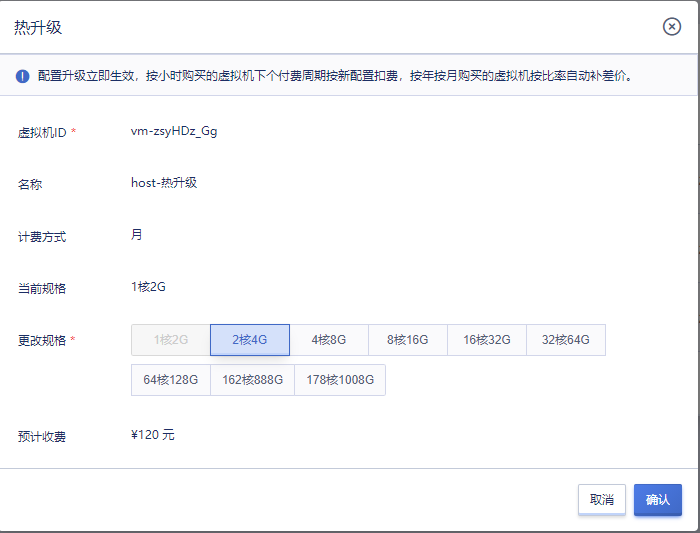 热升级
配置升级立即生效，按小时购买的虚拟机下个付费周期按新配置扣费，按年按月购买的虚拟机按比率自动补差价。
虚拟机ID * vm-zsyHDz_Gg
名称 host-热升级
计费方式 月
当前规格 1核2G
更改规格 * 1核2G 2核4G 4核8G 8核16G 16核32G 32核64G
64核128G 162核888G 178核1008G
预计收费 ¥120 元
取消 确认